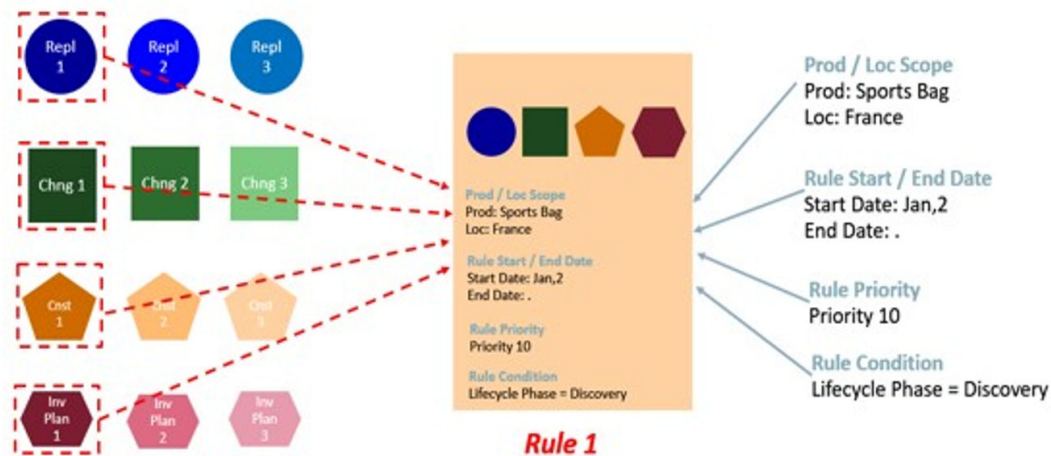 Repl
1
Repl
2
Repl
3
Chng 1
Chng 2
Chng 3
Cnst
1
Cnst
2
Cnst
3
Inv
Plan
1
Inv
Plan
2
Inv
Plan
3
Prod / Loc Scope
Prod: Sports Bag
Loc: France
Rule Start / End Date
Start Date: Jan,2
End Date: .
Rule Priority
Priority 10
Rule Condition
Lifecycle Phase = Discovery
Rule 1
Prod / Loc Scope
Prod: Sports Bag
Loc: France
Rule Start / End Date
Start Date: Jan,2
End Date: .
Rule Priority
Priority 10
Rule Condition
Lifecycle Phase = Discovery